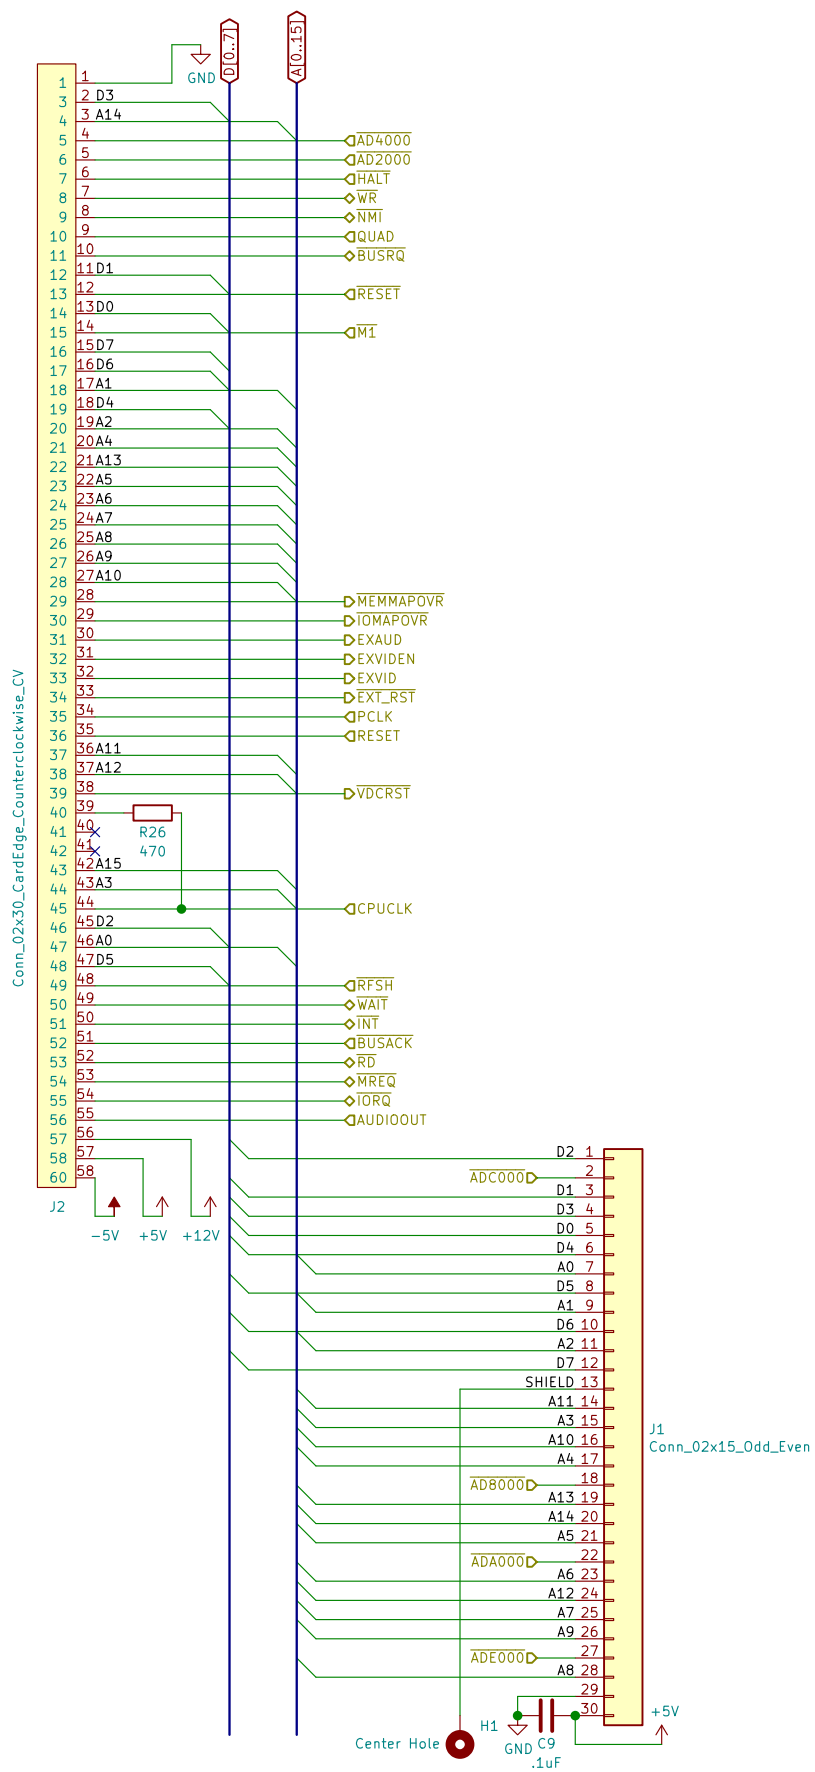 D[0..7]
A[0..15]
GND
1 1
3 2 D3
4 3 A14
5 4 AD4000
6 5 AD2000
7 6 HALT
8 7 WR
9 8 NMI
10 9 QUAD
11 10 BUSRQ
12 11 D1
13 12 RESET
14 13 D0
15 14 M1
16 15 D7
17 16 D6
18 17 A1
19 18 D4
20 19 A2
21 20 A4
22 21 A13
23 22 A5
24 23 A6
25 24 A7
26 25 A8
27 26 A9
28 27 A10
29 28 MEMMAPOVR
30 29 IOMAPOVR
31 30 EXAUD
32 31 EXVIDEN
33 32 EXVID
34 33 EXT_RST
35 34 PCLK
36 35 RESET
37 36 A11
38 37 A12
39 38 VDCRST
40 39
41 40 R26
42 41 470
43 42 A15
44 43 A3
45 44 CPUCLK
46 45 D2
47 46 A0
48 47 D5
49 48 RFSH
50 49 WAIT
51 50 INT
52 51 BUSACK
53 52 RD
54 53 MREQ
55 54 IORQ
56 55 AUDIOOUT
57 56
58 57
60 58
Conn_02x30_CardEdge_Counterclockwise_CV
J2
-5V +5V +12V
D2 1
ADC000 2
D1 3
D3 4
D0 5
D4 6
A0 7
D5 8
A1 9
D6 10
A2 11
D7 12
SHIELD 13
A11 14
A3 15
A10 16
A4 17
AD8000 18
A13 19
A14 20
A5 21
ADA000 22
A6 23
A12 24
A7 25
A9 26
ADE000 27
A8 28
29
30
J1
Conn_02x15_Odd_Even
+5V
H1
Center Hole
GND
C9
.1uF